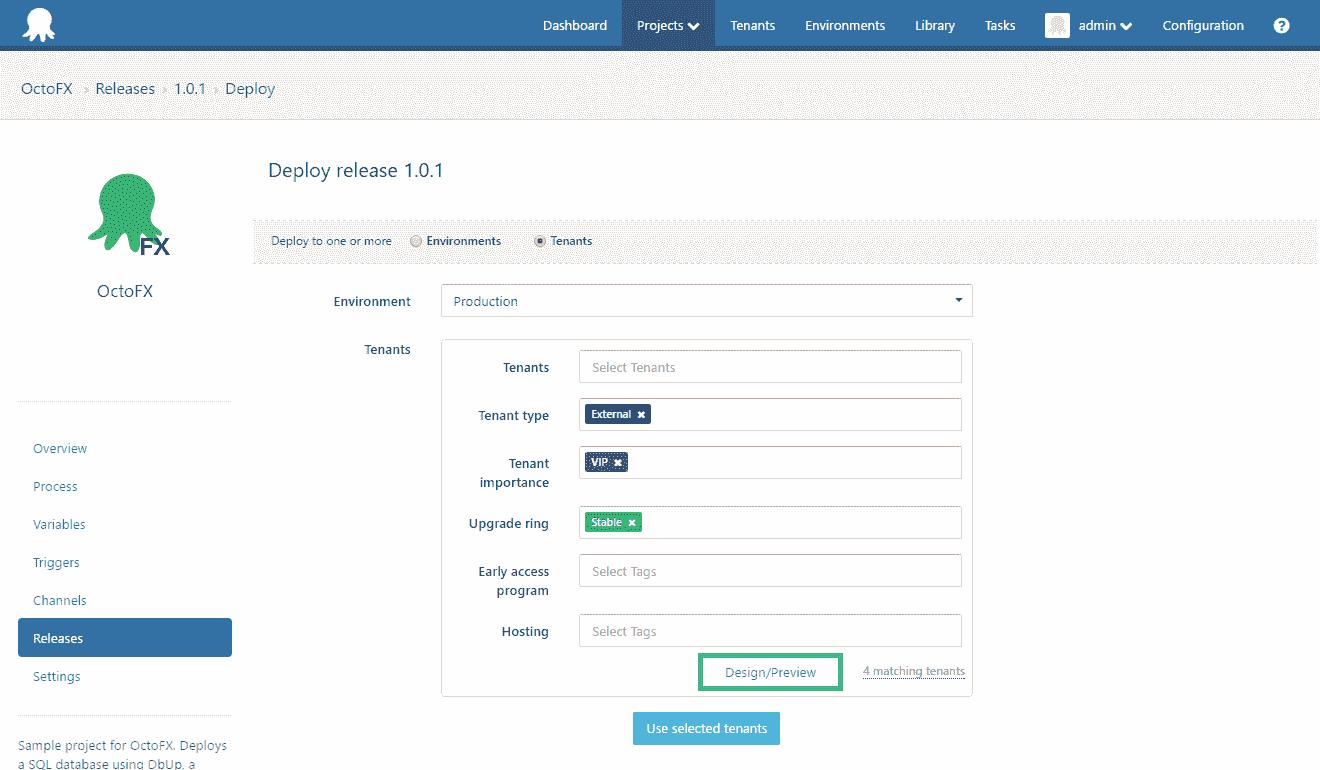 Dashboard Projects Tenants Environments Library Tasks admin Configuration ?
OctoFX › Releases › 1.0.1 › Deploy
FX
OctoFX
Overview
Process
Variables
Triggers
Channels
Releases
Settings
Sample project for OctoFX. Deploys
a SQL database using DbUp, a
Deploy release 1.0.1
Deploy to one or more Environments Tenants
Environment Production
Tenants
Tenants Select Tenants
Tenant type External ×
Tenant
importance
VIP ×
Upgrade ring Stable ×
Early access
program
Select Tags
Hosting Select Tags
Design/Preview 4 matching tenants
Use selected tenants